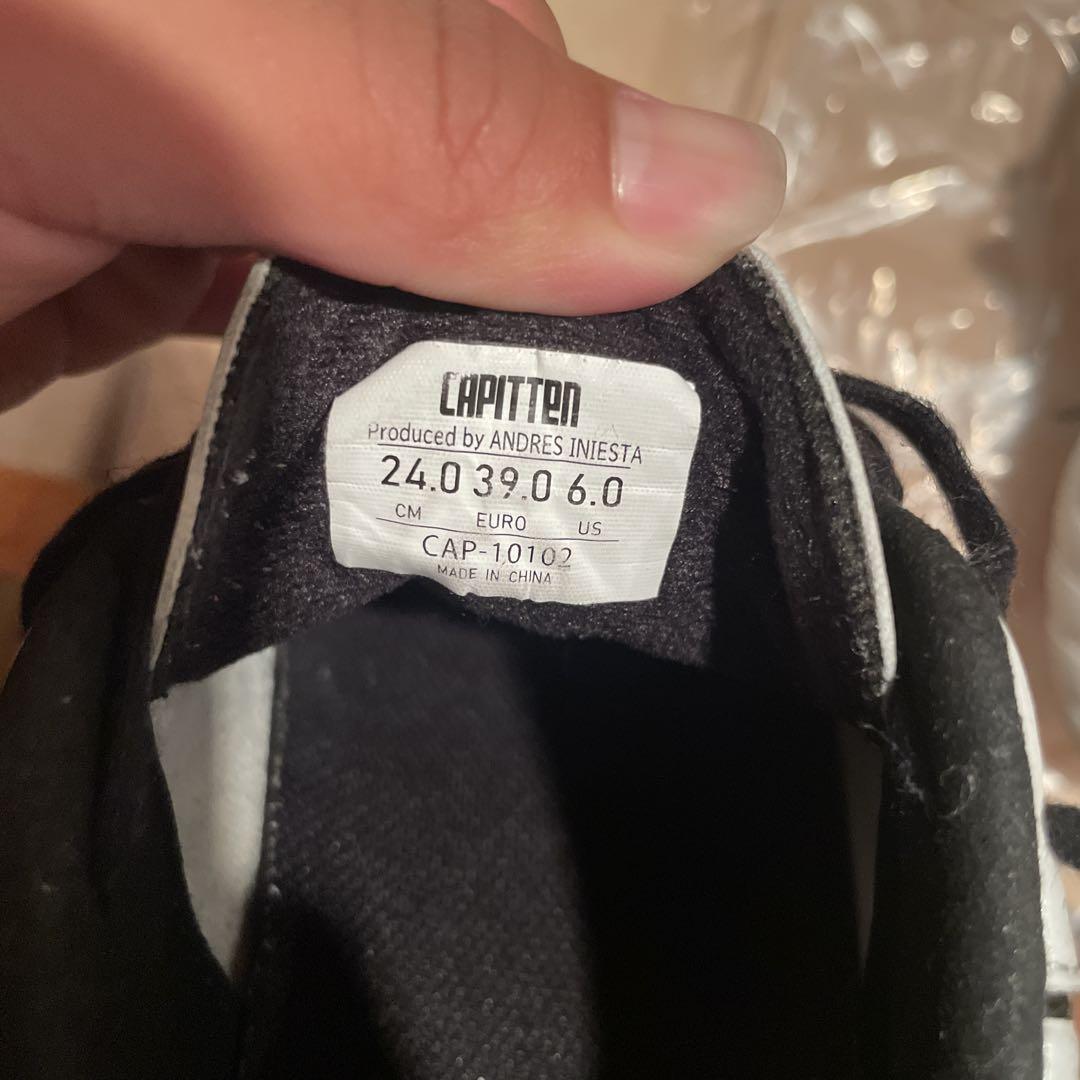 CAPITTEN
Produced by ANDRES INIESTA
24.0 39.0 6.0
CM EURO US
CAP-10102
MADE IN CHINA